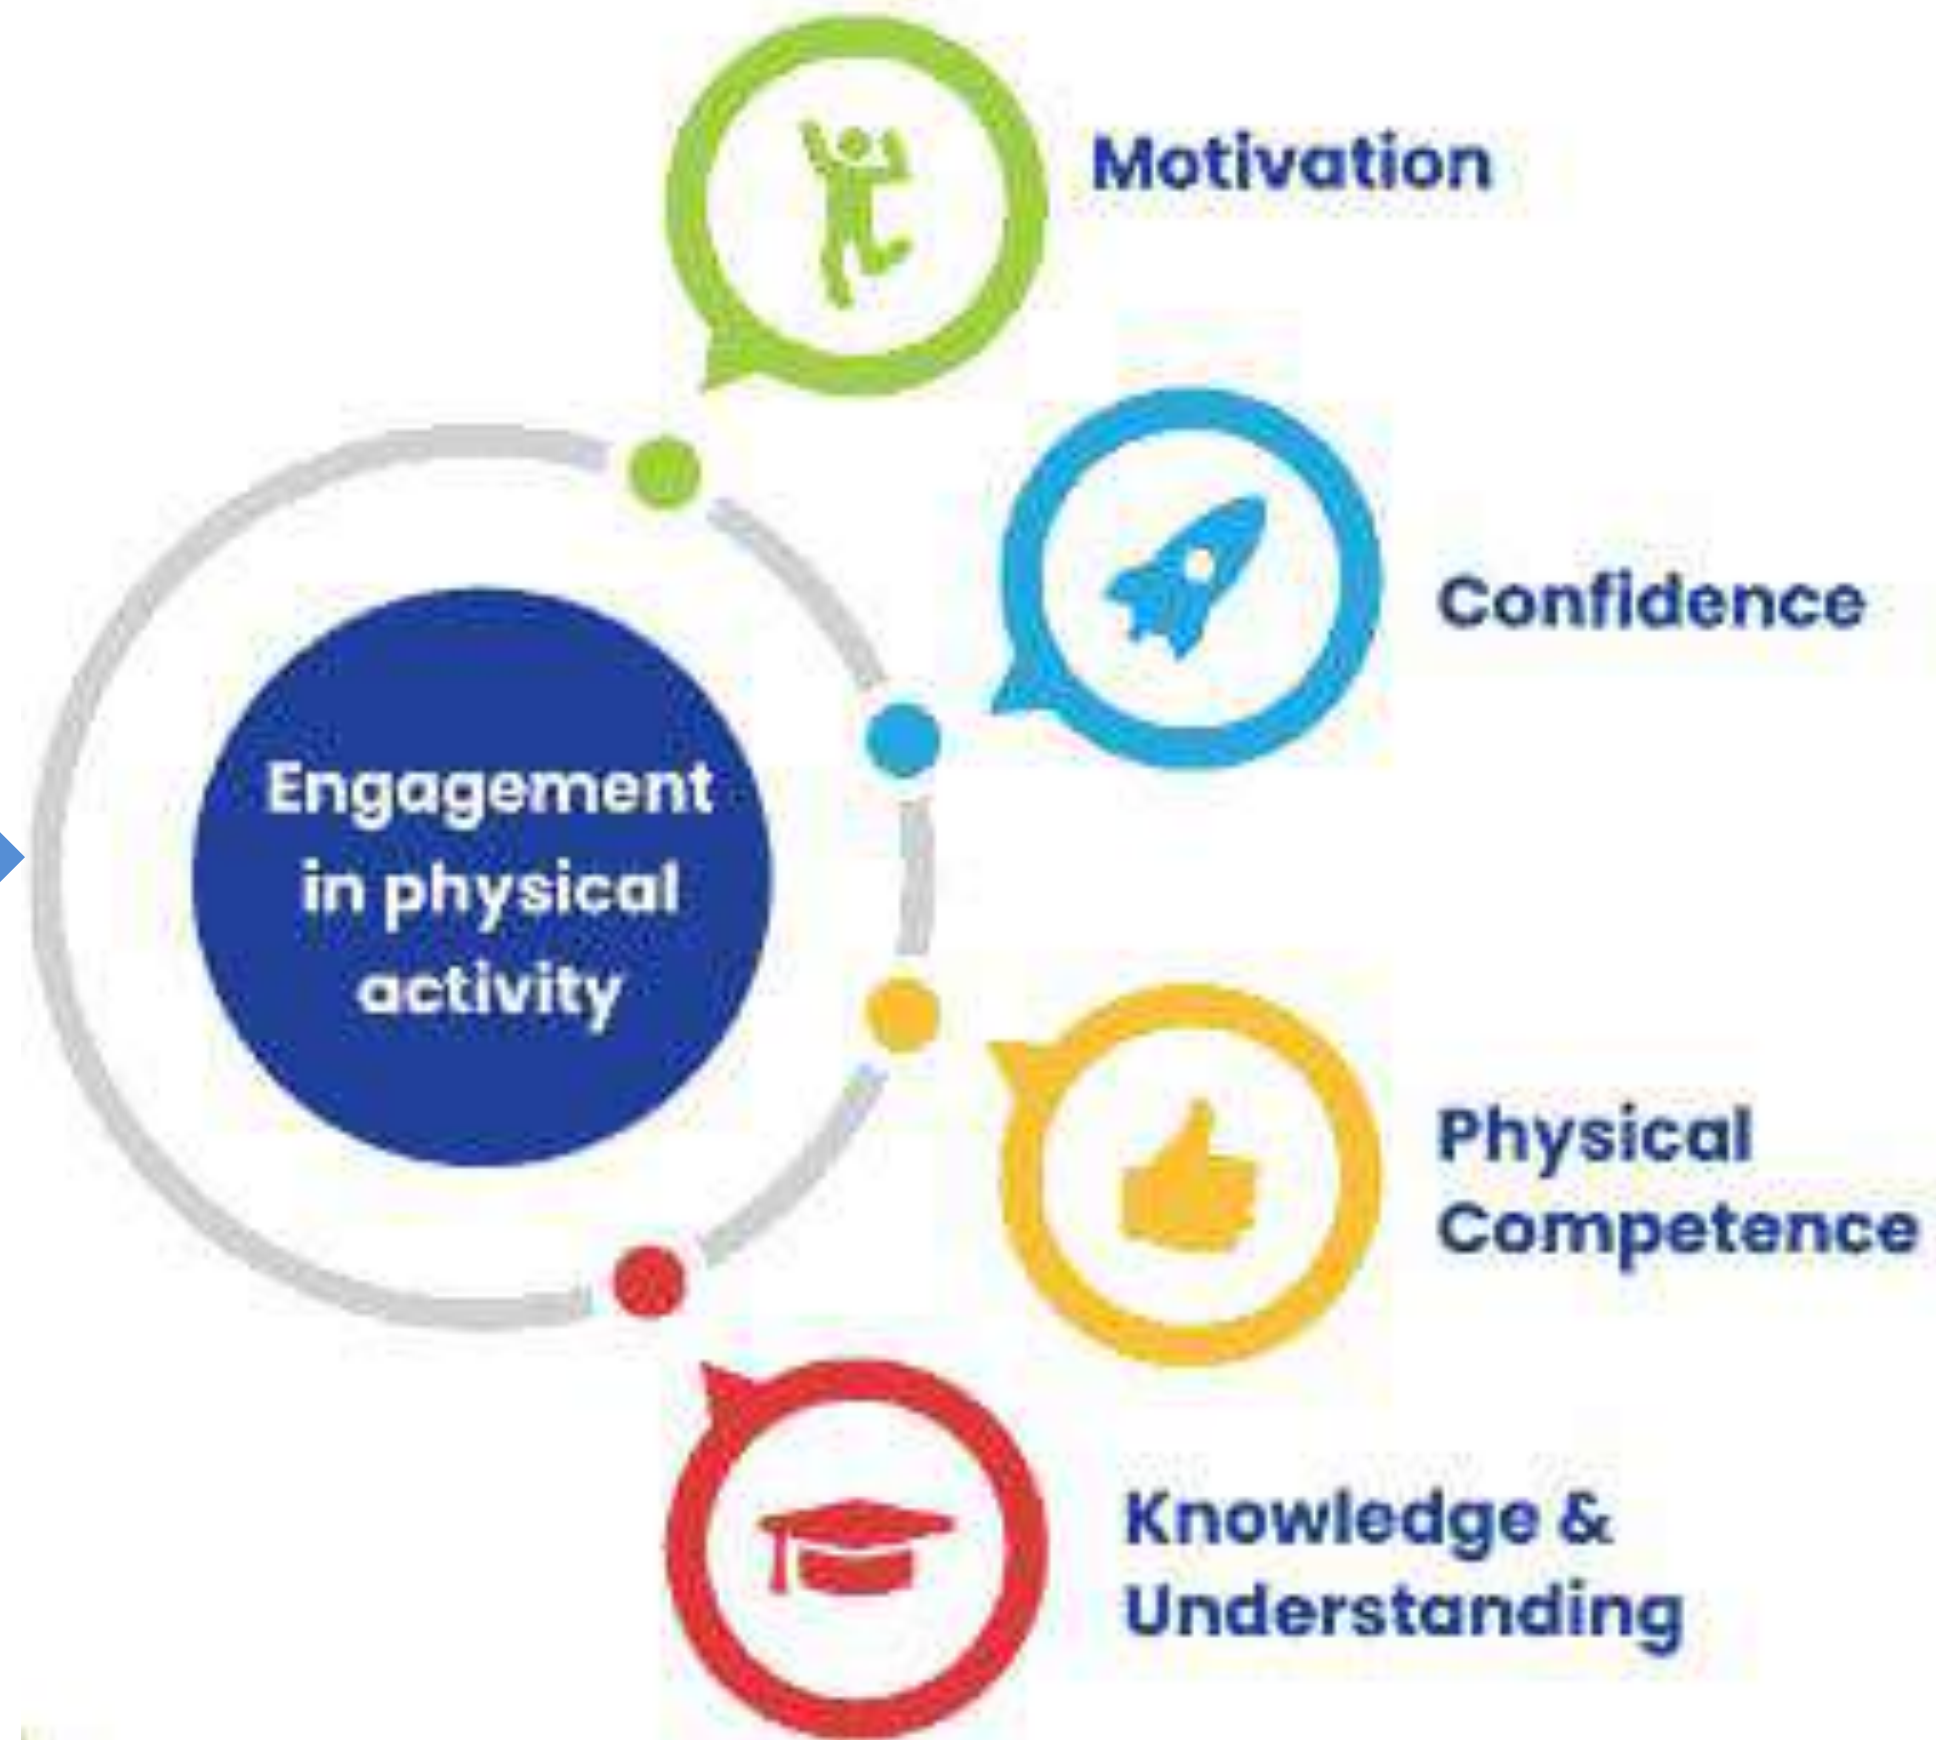 Motivation
Confidence
Engagement
in physical
activity
Physical
Competence
Knowledge &
Understanding